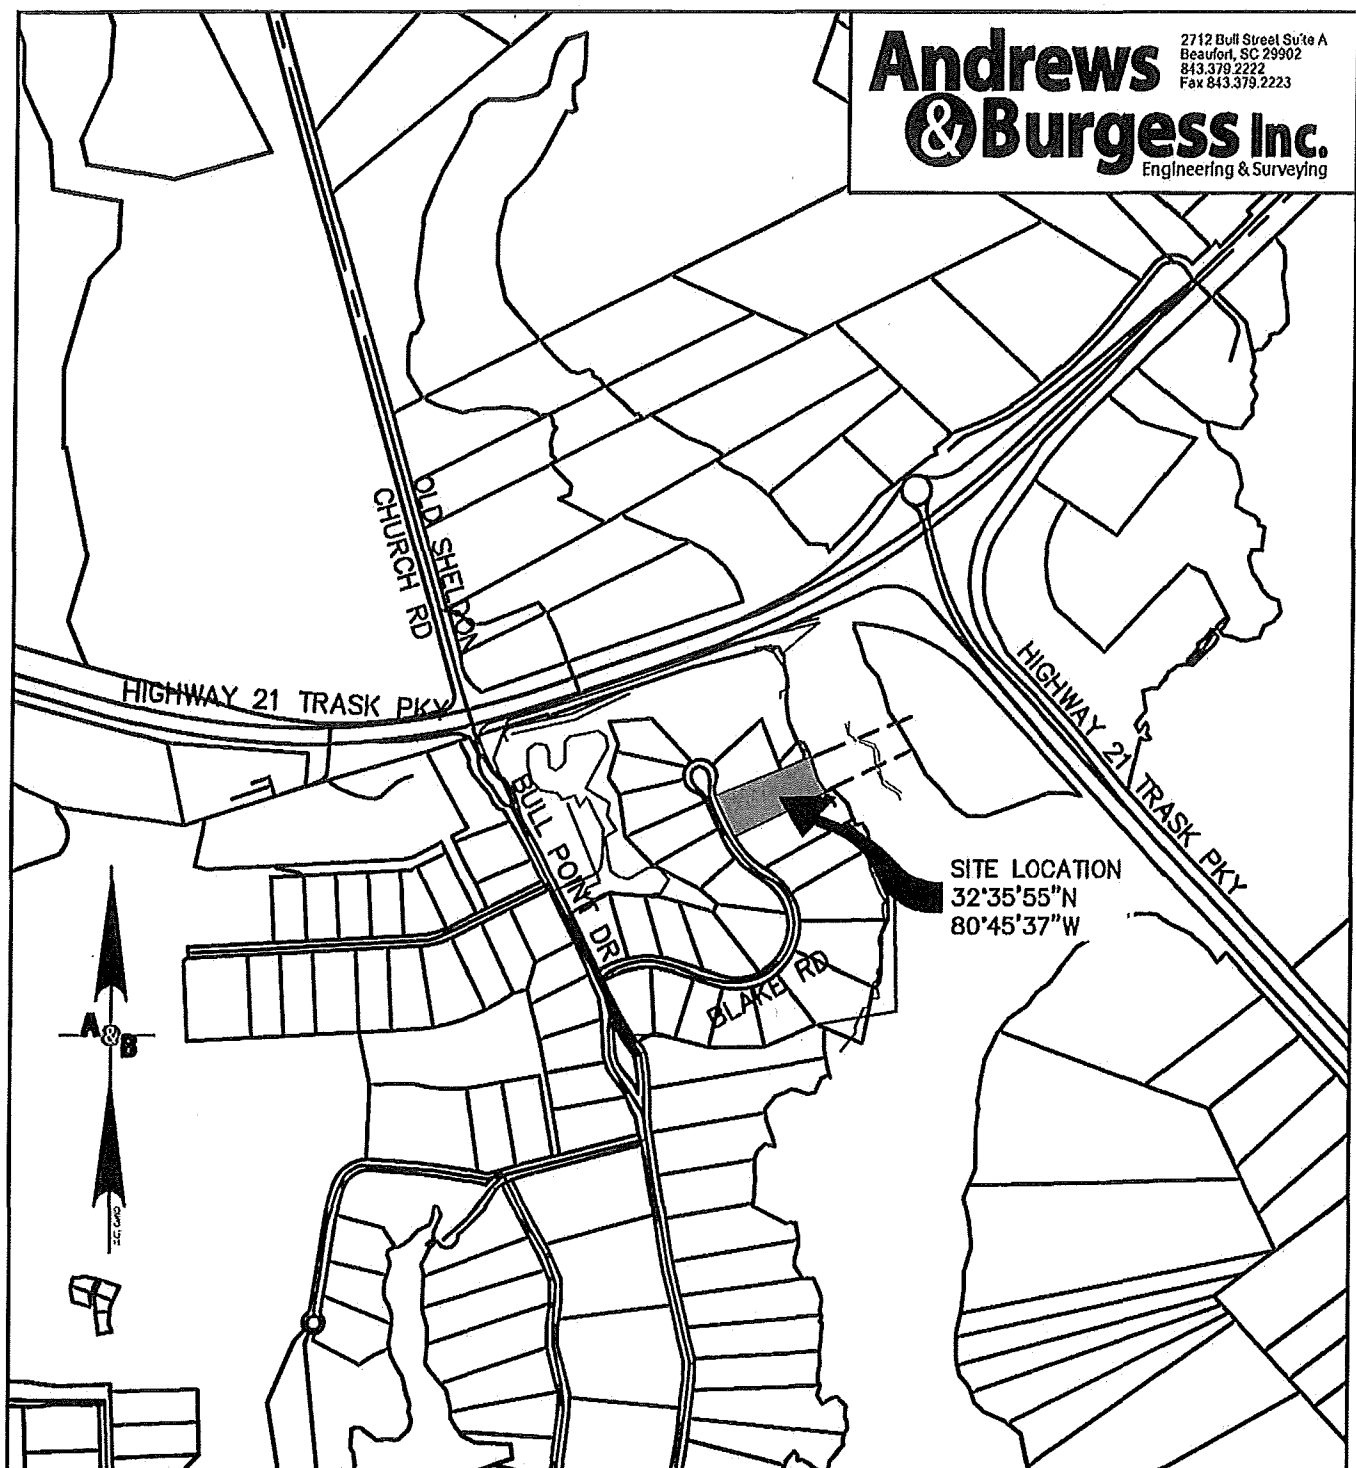 Andrews
& Burgess Inc.
Engineering & Surveying
2712 Bull Street Suite A
Beaufort, SC 29902
843.379.2222
Fax 843.379.2223
OLD SHELDON
CHURCH RD
HIGHWAY 21 TRASK PKY
HIGHWAY 21 TRASK PKY
BULL POINT DR
SITE LOCATION
32°35'55"N
80°45'37"W
BLAKE RD
A&B